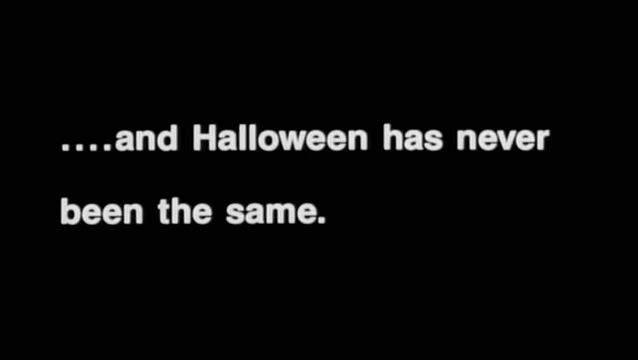 ....and Halloween has never
been the same.